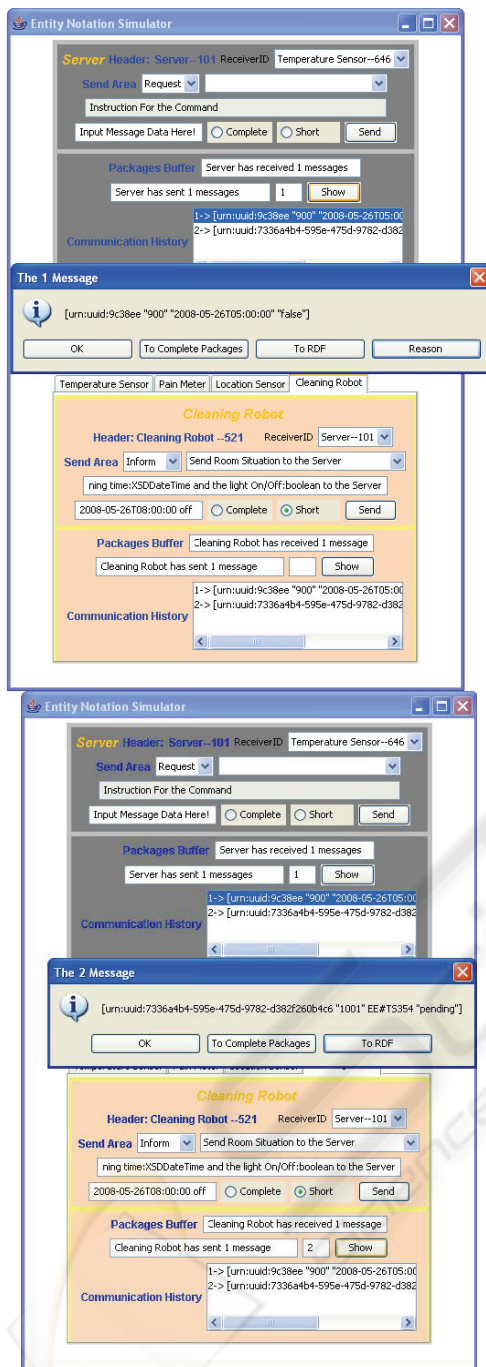 Entity Notation Simulator
Server Header: Server--101 ReceiverID Temperature Sensor--646
Send Area Request
Instruction For the Command
Input Message Data Here! Complete Short Send
Packages Buffer Server has received 1 messages
Server has sent 1 messages 1 Show
1-> [urn:uuid:9c38ee "900" "2008-05-26T05:00
2-> [urn:uuid:7336a4b4-595e-475d-9782-d382
Communication History
The 1 Message
[urn:uuid:9c38ee "900" "2008-05-26T05:00:00" "false"]
OK To Complete Packages To RDF Reason
Temperature Sensor Pain Meter Location Sensor Cleaning Robot
Cleaning Robot
Header: Cleaning Robot --521 ReceiverID Server--101
Send Area Inform Send Room Situation to the Server
ning time:XSDDateTime and the light On/Off:boolean to the Server
2008-05-26T08:00:00 off Complete Short Send
Packages Buffer Cleaning Robot has received 1 message
Cleaning Robot has sent 1 message Show
1-> [urn:uuid:9c38ee "900" "2008-05-26T05:00
2-> [urn:uuid:7336a4b4-595e-475d-9782-d382
Communication History
Entity Notation Simulator
Server Header: Server--101 ReceiverID Temperature Sensor--646
Send Area Request
Instruction For the Command
Input Message Data Here! Complete Short Send
Packages Buffer Server has received 1 messages
Server has sent 1 messages 1 Show
1-> [urn:uuid:9c38ee "900" "2008-05-26T05:00
2-> [urn:uuid:7336a4b4-595e-475d-9782-d382
Communication History
The 2 Message
[urn:uuid:7336a4b4-595e-475d-9782-d382f260b4c6 "1001" EE#TS354 "pending"]
OK To Complete Packages To RDF
Cleaning Robot
Header: Cleaning Robot --521 ReceiverID Server--101
Send Area Inform Send Room Situation to the Server
ning time:XSDDateTime and the light On/Off:boolean to the Server
2008-05-26T08:00:00 off Complete Short Send
Packages Buffer Cleaning Robot has received 1 message
Cleaning Robot has sent 1 message 2 Show
1-> [urn:uuid:9c38ee "900" "2008-05-26T05:00
2-> [urn:uuid:7336a4b4-595e-475d-9782-d382
Communication History